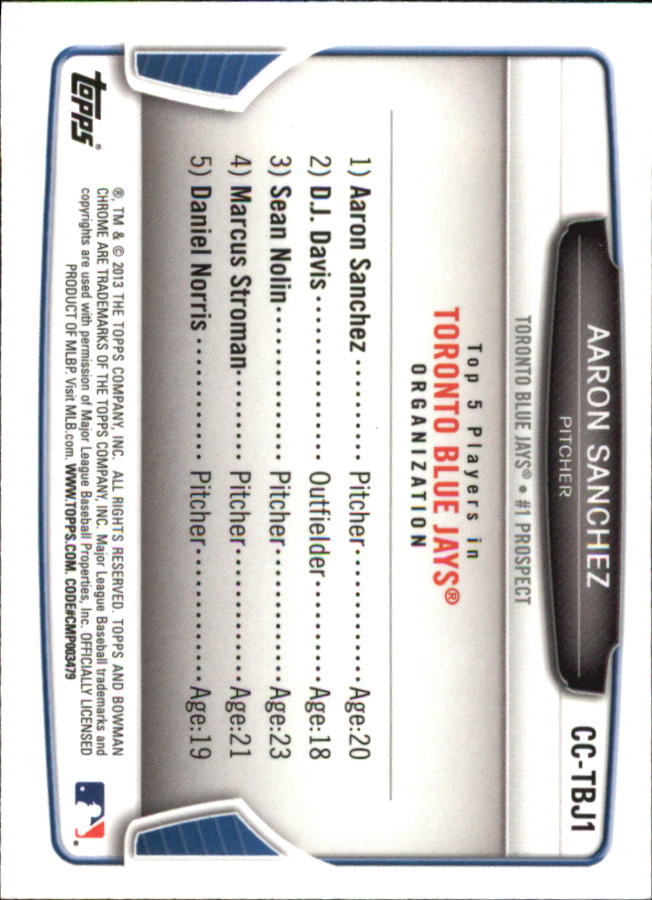 AARON SANCHEZ
PITCHER
CC-TBJ1
TORONTO BLUE JAYS® • #1 PROSPECT
Top 5 Players in
TORONTO BLUE JAYS®
ORGANIZATION
1) Aaron Sanchez ......... Pitcher............Age:20
2) D.J. Davis............... Outfielder.........Age:18
3) Sean Nolin.............. Pitcher............Age:23
4) Marcus Stroman........ Pitcher............Age:21
5) Daniel Norris........... Pitcher............Age:19
topps®
®, TM & © 2013 THE TOPPS COMPANY, INC. ALL RIGHTS RESERVED. TOPPS AND BOWMAN
CHROME ARE TRADEMARKS OF THE TOPPS COMPANY, INC. Major League Baseball trademarks and
copyrights are used with permission of Major League Baseball Properties, Inc. OFFICIALLY LICENSED
PRODUCT OF MLBP. Visit MLB.com. WWW.TOPPS.COM. CODE#CMP003479